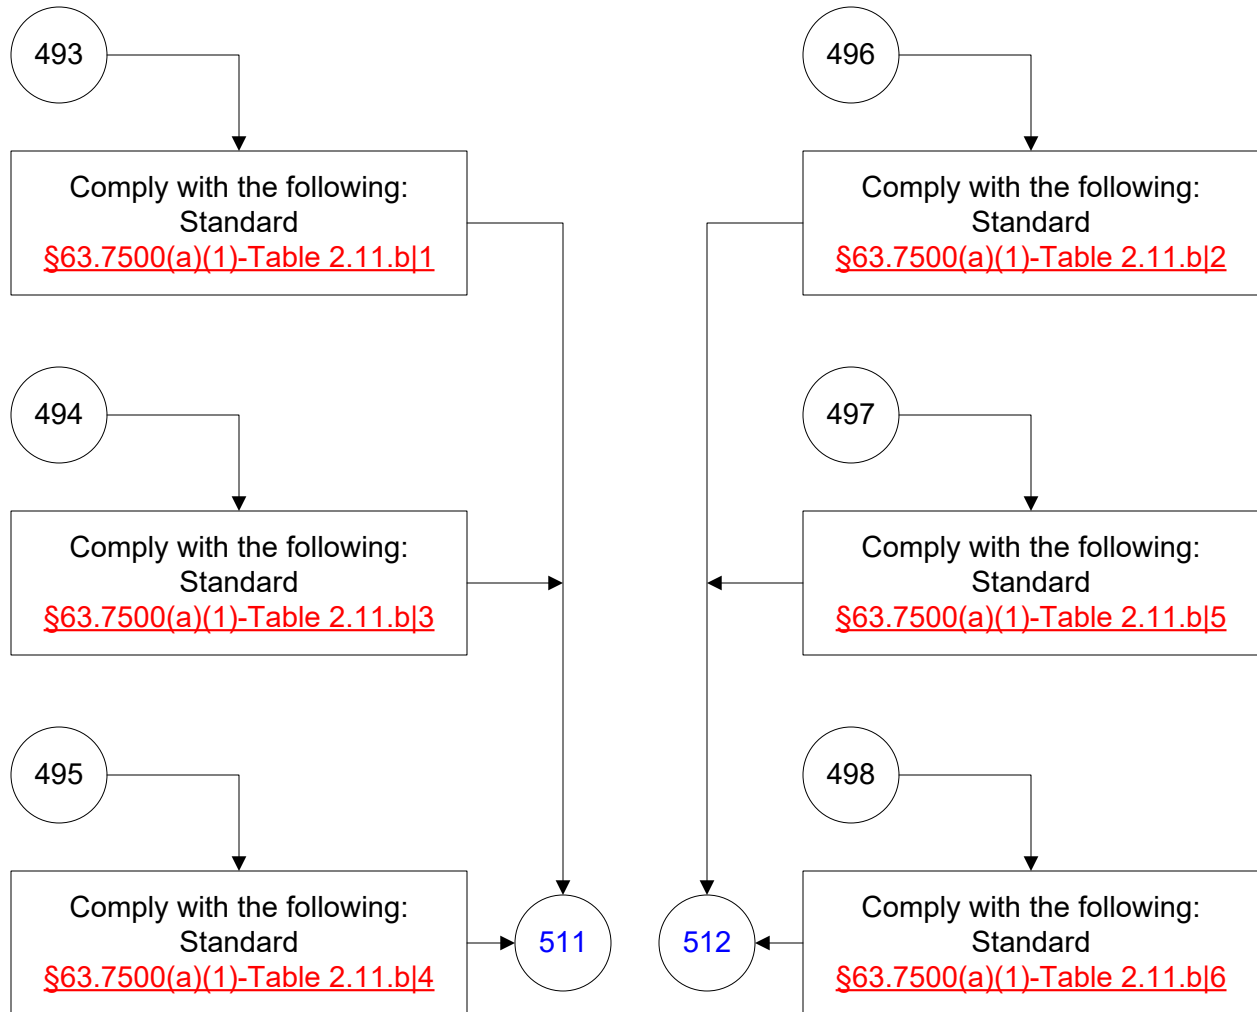 493
Comply with the following:
Standard
§63.7500(a)(1)-Table 2.11.b|1
494
Comply with the following:
Standard
§63.7500(a)(1)-Table 2.11.b|3
495
Comply with the following:
Standard
§63.7500(a)(1)-Table 2.11.b|4
511
496
Comply with the following:
Standard
§63.7500(a)(1)-Table 2.11.b|2
497
Comply with the following:
Standard
§63.7500(a)(1)-Table 2.11.b|5
498
Comply with the following:
Standard
§63.7500(a)(1)-Table 2.11.b|6
512